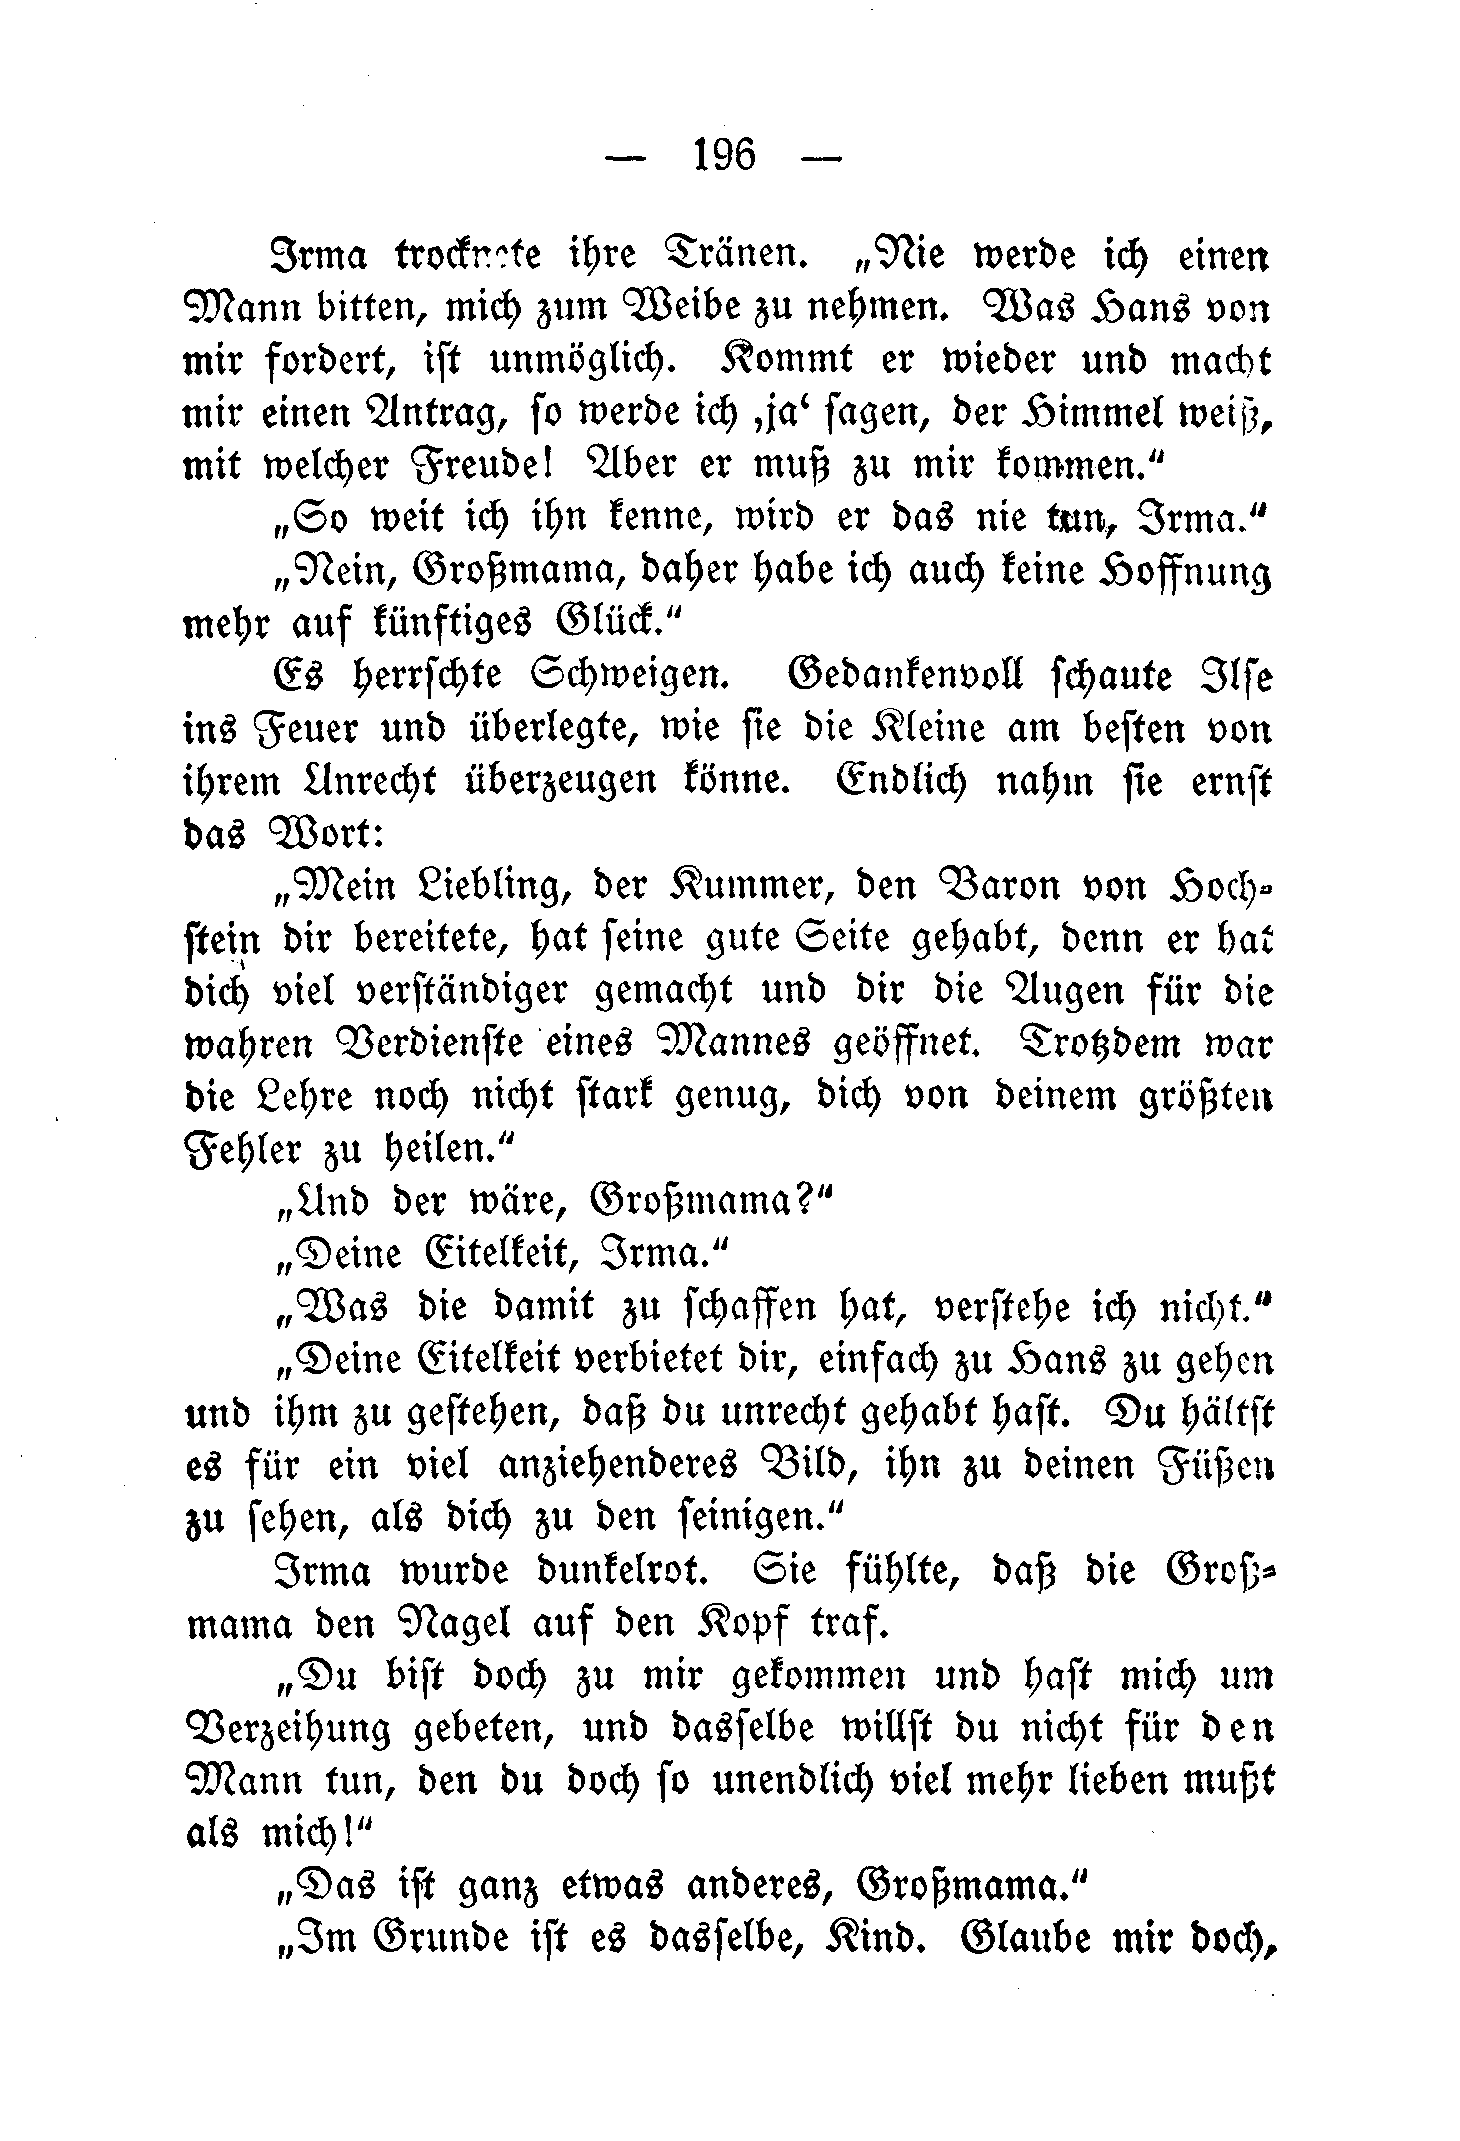 — 196 —
Irma trocknete ihre Tränen. „Nie werde ich einen
Mann bitten, mich zum Weibe zu nehmen. Was Hans von
mir fordert, ist unmöglich. Kommt er wieder und macht
mir einen Antrag, so werde ich ‚ja‘ sagen, der Himmel weiß,
mit welcher Freude! Aber er muß zu mir kommen.“
„So weit ich ihn kenne, wird er das nie tun, Irma.“
„Nein, Großmama, daher habe ich auch keine Hoffnung
mehr auf künftiges Glück.“
Es herrschte Schweigen. Gedankenvoll schaute Ilse
ins Feuer und überlegte, wie sie die Kleine am besten von
ihrem Unrecht überzeugen könne. Endlich nahm sie ernst
das Wort:
„Mein Liebling, der Kummer, den Baron von Hoch-
stein dir bereitete, hat seine gute Seite gehabt, denn er hat
dich viel verständiger gemacht und dir die Augen für die
wahren Verdienste eines Mannes geöffnet. Trotzdem war
die Lehre noch nicht stark genug, dich von deinem größten
Fehler zu heilen.“
„Und der wäre, Großmama?“
„Deine Eitelkeit, Irma.“
„Was die damit zu schaffen hat, verstehe ich nicht.“
„Deine Eitelkeit verbietet dir, einfach zu Hans zu gehen
und ihm zu gestehen, daß du unrecht gehabt hast. Du hältst
es für ein viel anziehenderes Bild, ihn zu deinen Füßen
zu sehen, als dich zu den seinigen.“
Irma wurde dunkelrot. Sie fühlte, daß die Groß-
mama den Nagel auf den Kopf traf.
„Du bist doch zu mir gekommen und hast mich um
Verzeihung gebeten, und dasselbe willst du nicht für den
Mann tun, den du doch so unendlich viel mehr lieben mußt
als mich!“
„Das ist ganz etwas anderes, Großmama.“
„Im Grunde ist es dasselbe, Kind. Glaube mir doch,